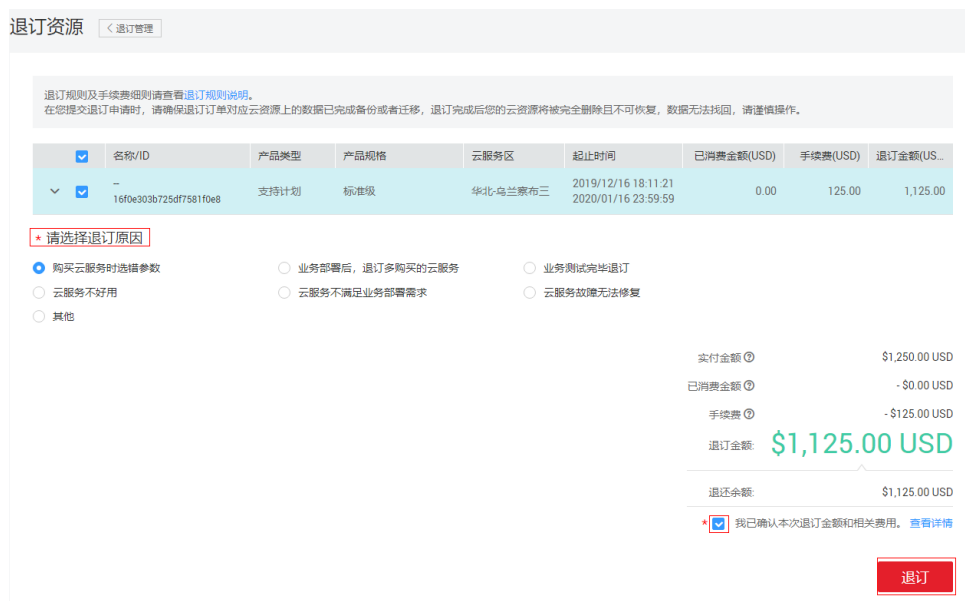 退订资源 < 退订管理
退订规则及手续费细则请查看退订规则说明。
在您提交退订申请时，请确保退订订单对应云资源上的数据已完成备份或者迁移，退订完成后您的云资源将被完全删除且不可恢复，数据无法找回，请谨慎操作。
名称/ID 产品类型 产品规格 云服务区 起止时间 已消费金额(USD) 手续费(USD) 退订金额(US...
-- 16f0e303b725df7581f0e8 支持计划 标准级 华北-乌兰察布三 2019/12/16 18:11:21 2020/01/16 23:59:59 0.00 125.00 1,125.00
* 请选择退订原因
购买云服务时选错参数 业务部署后，退订多购买的云服务 业务测试完毕退订
云服务不好用 云服务不满足业务部署需求 云服务故障无法修复
其他
实付金额 ? $1,250.00 USD
已消费金额 ? - $0.00 USD
手续费 ? - $125.00 USD
退订金额: $1,125.00 USD
退还余额: $1,125.00 USD
* 我已确认本次退订金额和相关费用。 查看详情
退订